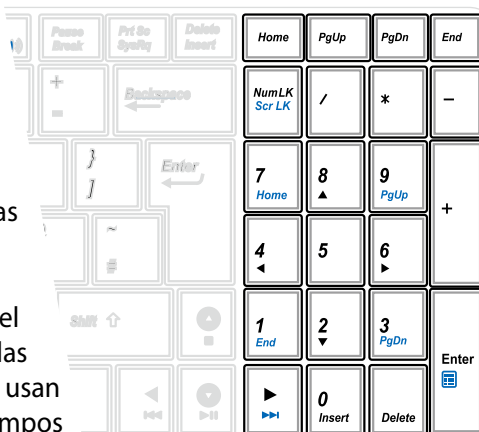 Pause Prt Sc Delete Home PgUp PgDn End
Break SysRq Insert
+ Backspace NumLK / * -
- Scr LK
} Enter 7 8 9 +
] Home PgUp
as
~ 4 5 6
#
el Shift 1 2 3 Enter
las End PgDn
usan 0
mpos Insert Delete